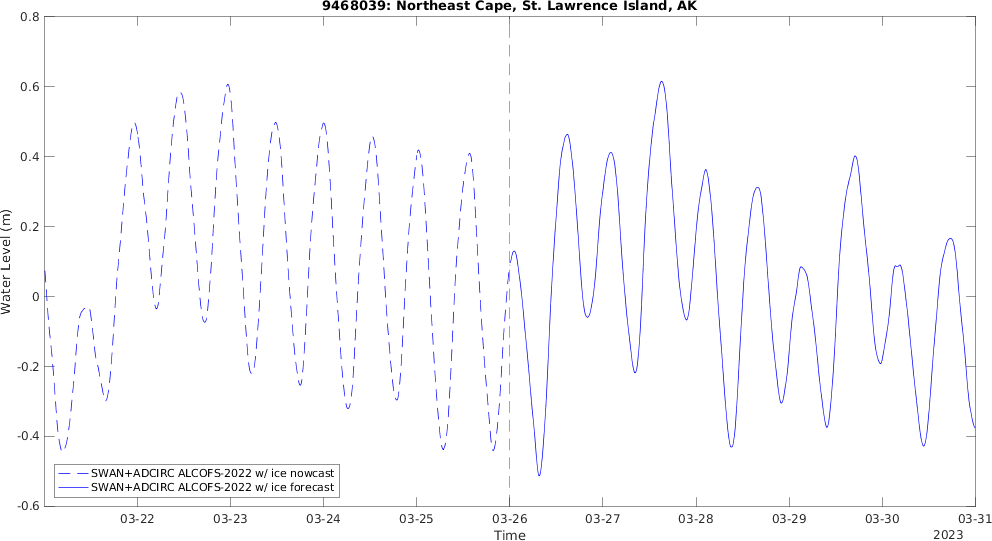 9468039: Northeast Cape, St. Lawrence Island, AK
0.8
0.6
0.4
0.2
0
-0.2
-0.4
-0.6
Water Level (m)
SWAN+ADCIRC ALCOFS-2022 w/ ice nowcast
SWAN+ADCIRC ALCOFS-2022 w/ ice forecast
03-22 03-23 03-24 03-25 03-26 03-27 03-28 03-29 03-30 03-31
Time
2023